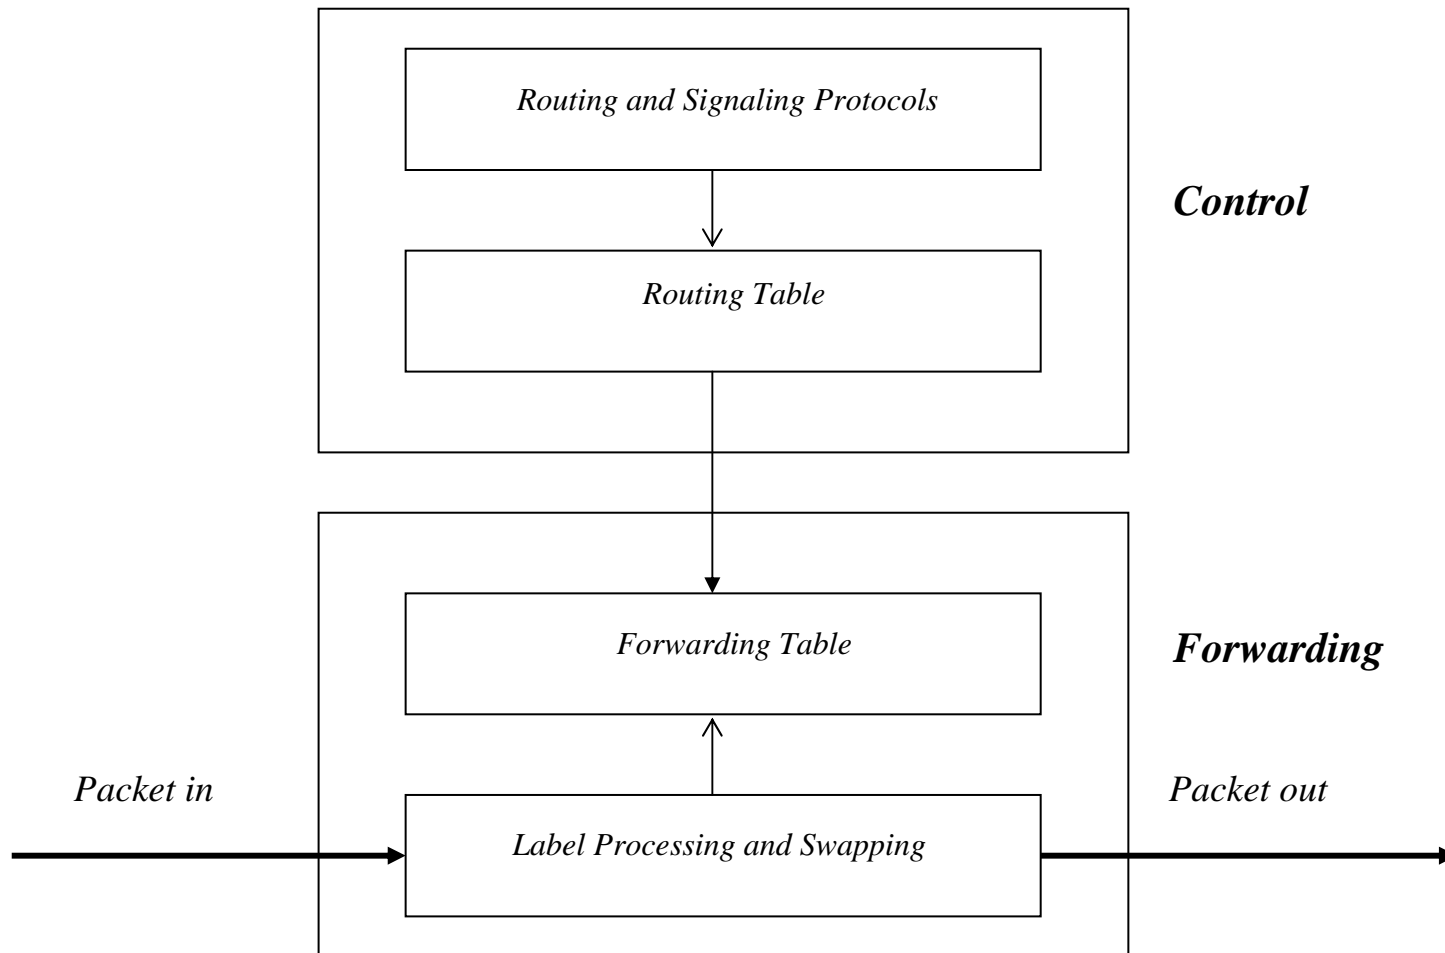 Routing and Signaling Protocols
Control
Routing Table
Forwarding Table
Forwarding
Packet in
Packet out
Label Processing and Swapping